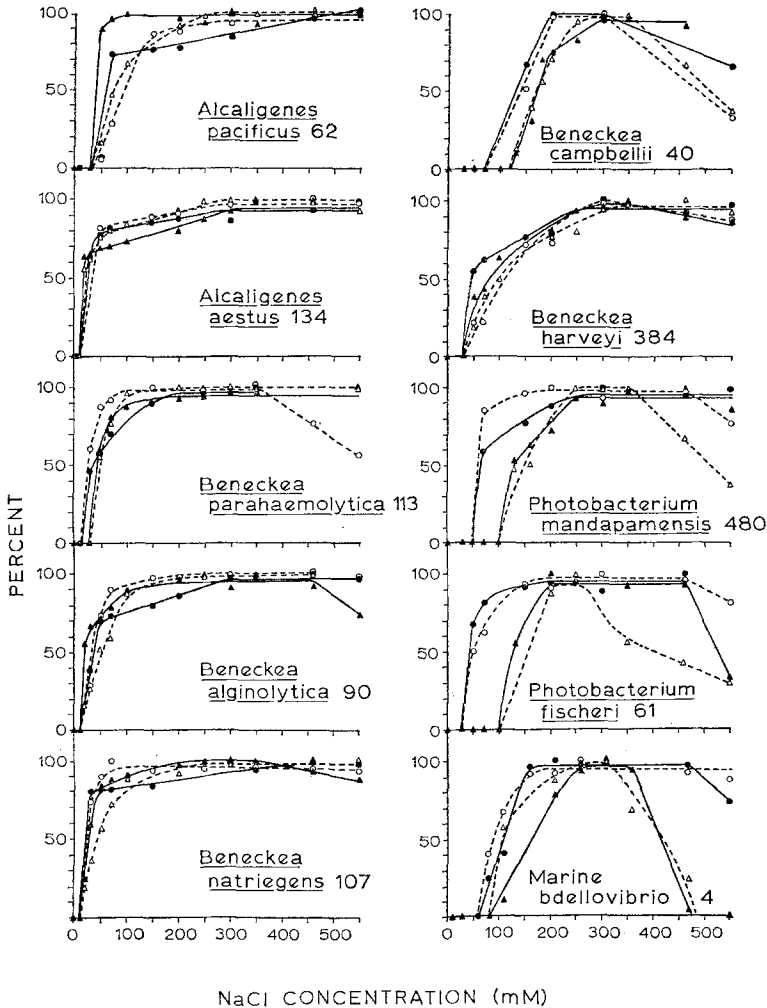 100
50
0
Alcaligenes
pacificus 62
100
50
0
Alcaligenes
aestus 134
100
50
0
Beneckea
parahaemolytica 113
100
50
0
Beneckea
alginolytica 90
100
50
0
Beneckea
natriegens 107
0 100 200 300 400 500
100
50
0
Beneckea
campbellii 40
100
50
0
Beneckea
harveyi 384
100
50
0
Photobacterium
mandapamensis 480
100
50
0
Photobacterium
fischeri 61
100
50
0
Marine
bdellovibrio 4
0 100 200 300 400 500
PERCENT
NaCl CONCENTRATION (mM)